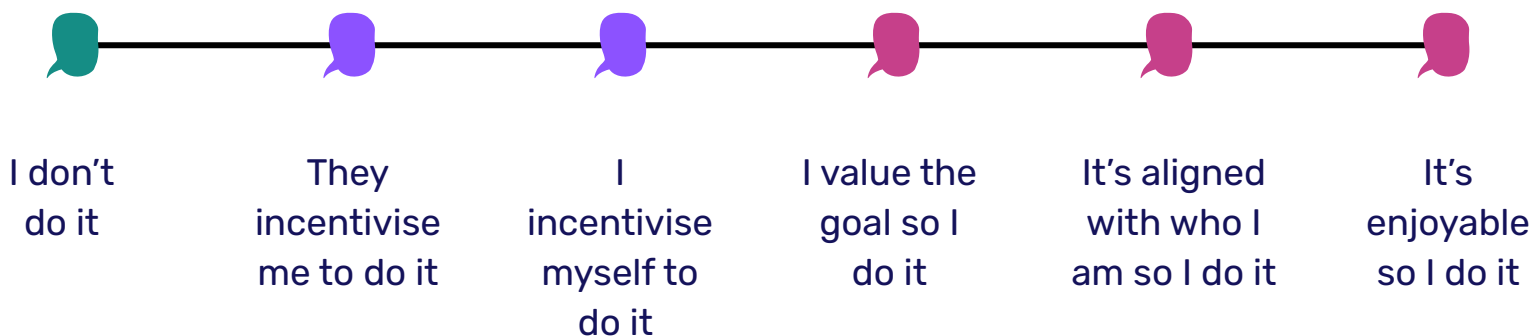 I don’t
do it
They
incentivise
me to do it
I
incentivise
myself to
do it
I value the
goal so I
do it
It’s aligned
with who I
am so I do it
It’s
enjoyable
so I do it